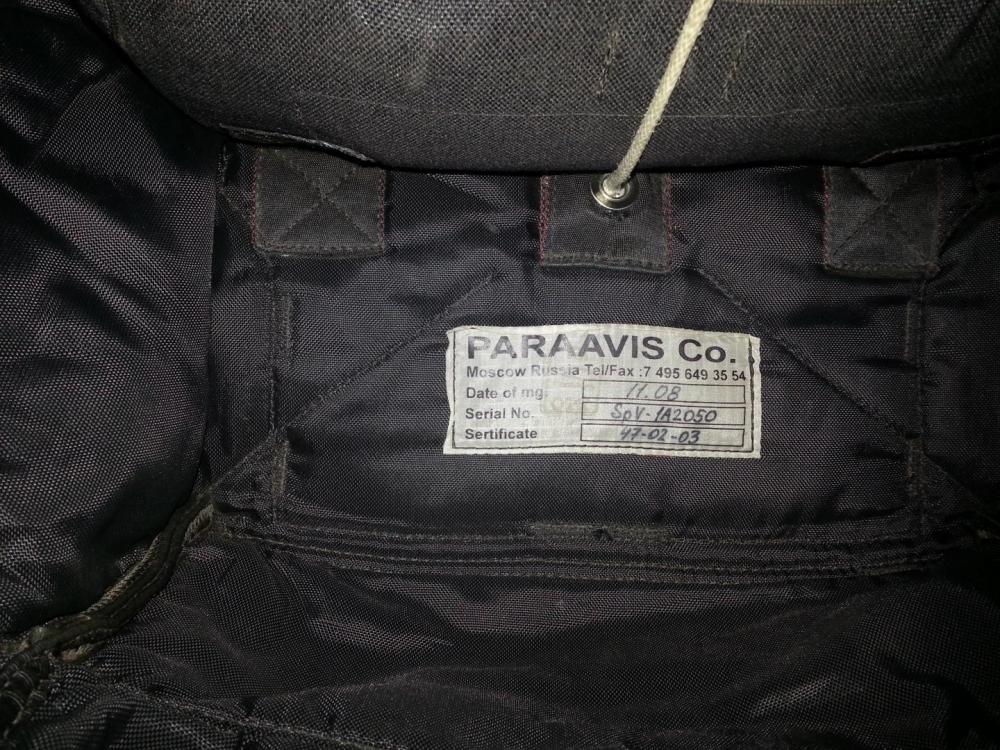 PARAAVIS Co.
Moscow Russia Tel/Fax :7 495 649 35 54
Date of mg. 11.08
Serial No. SpV-1A2050
Sertificate 47-02-03